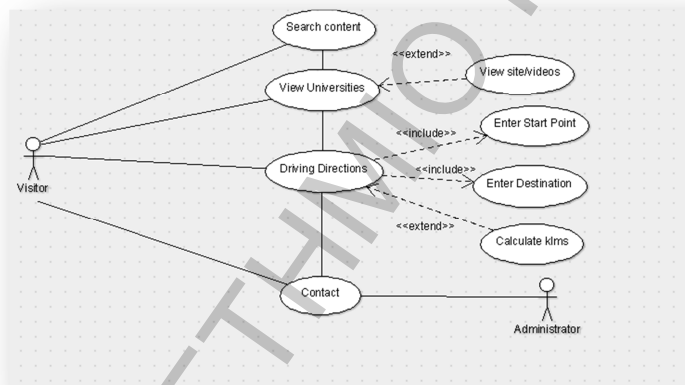 Search content
<<extend>>
View site/videos
View Universities
Enter Start Point
<<include>>
Driving Directions
<<include>>
Enter Destination
Visitor
<<extend>>
Calculate klms
Contact
Administrator